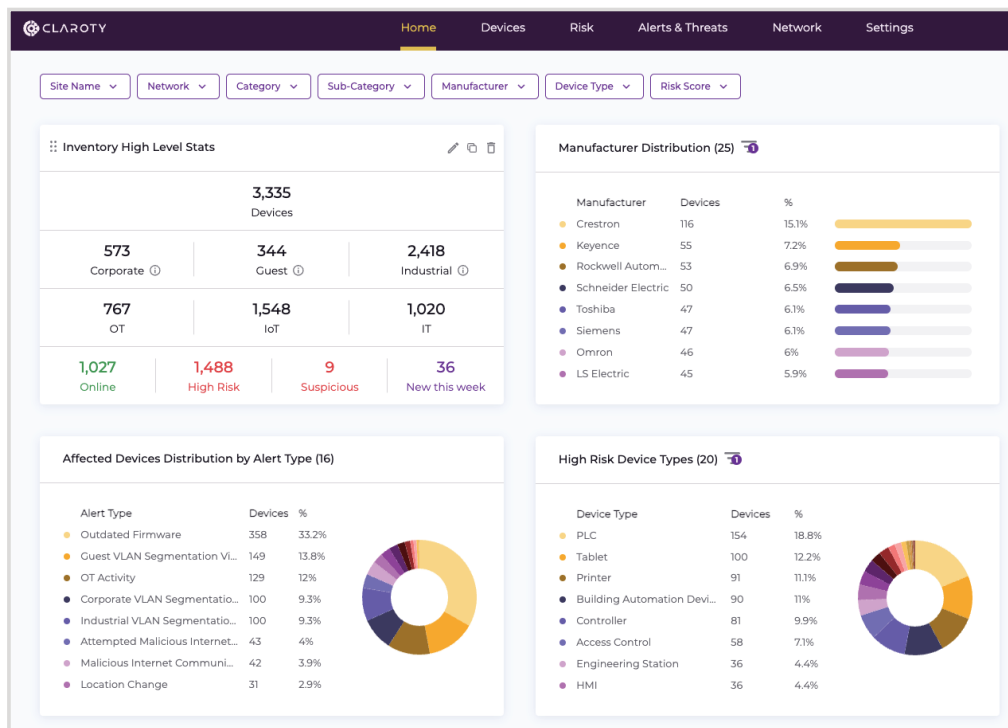 CLAROTY
Home Devices Risk Alerts & Threats Network Settings
Site Name Network Category Sub-Category Manufacturer Device Type Risk Score
Inventory High Level Stats
3,335
Devices
573 344 2,418
Corporate Guest Industrial
767 1,548 1,020
OT IoT IT
1,027 1,488 9 36
Online High Risk Suspicious New this week
Manufacturer Distribution (25) 1
Manufacturer Devices %
Crestron 116 15.1%
Keyence 55 7.2%
Rockwell Autom... 53 6.9%
Schneider Electric 50 6.5%
Toshiba 47 6.1%
Siemens 47 6.1%
Omron 46 6%
LS Electric 45 5.9%
Affected Devices Distribution by Alert Type (16)
Alert Type Devices %
Outdated Firmware 358 33.2%
Guest VLAN Segmentation Vi... 149 13.8%
OT Activity 129 12%
Corporate VLAN Segmentatio... 100 9.3%
Industrial VLAN Segmentatio... 100 9.3%
Attempted Malicious Internet... 43 4%
Malicious Internet Communi... 42 3.9%
Location Change 31 2.9%
High Risk Device Types (20) 1
Device Type Devices %
PLC 154 18.8%
Tablet 100 12.2%
Printer 91 11.1%
Building Automation Devi... 90 11%
Controller 81 9.9%
Access Control 58 7.1%
Engineering Station 36 4.4%
HMI 36 4.4%